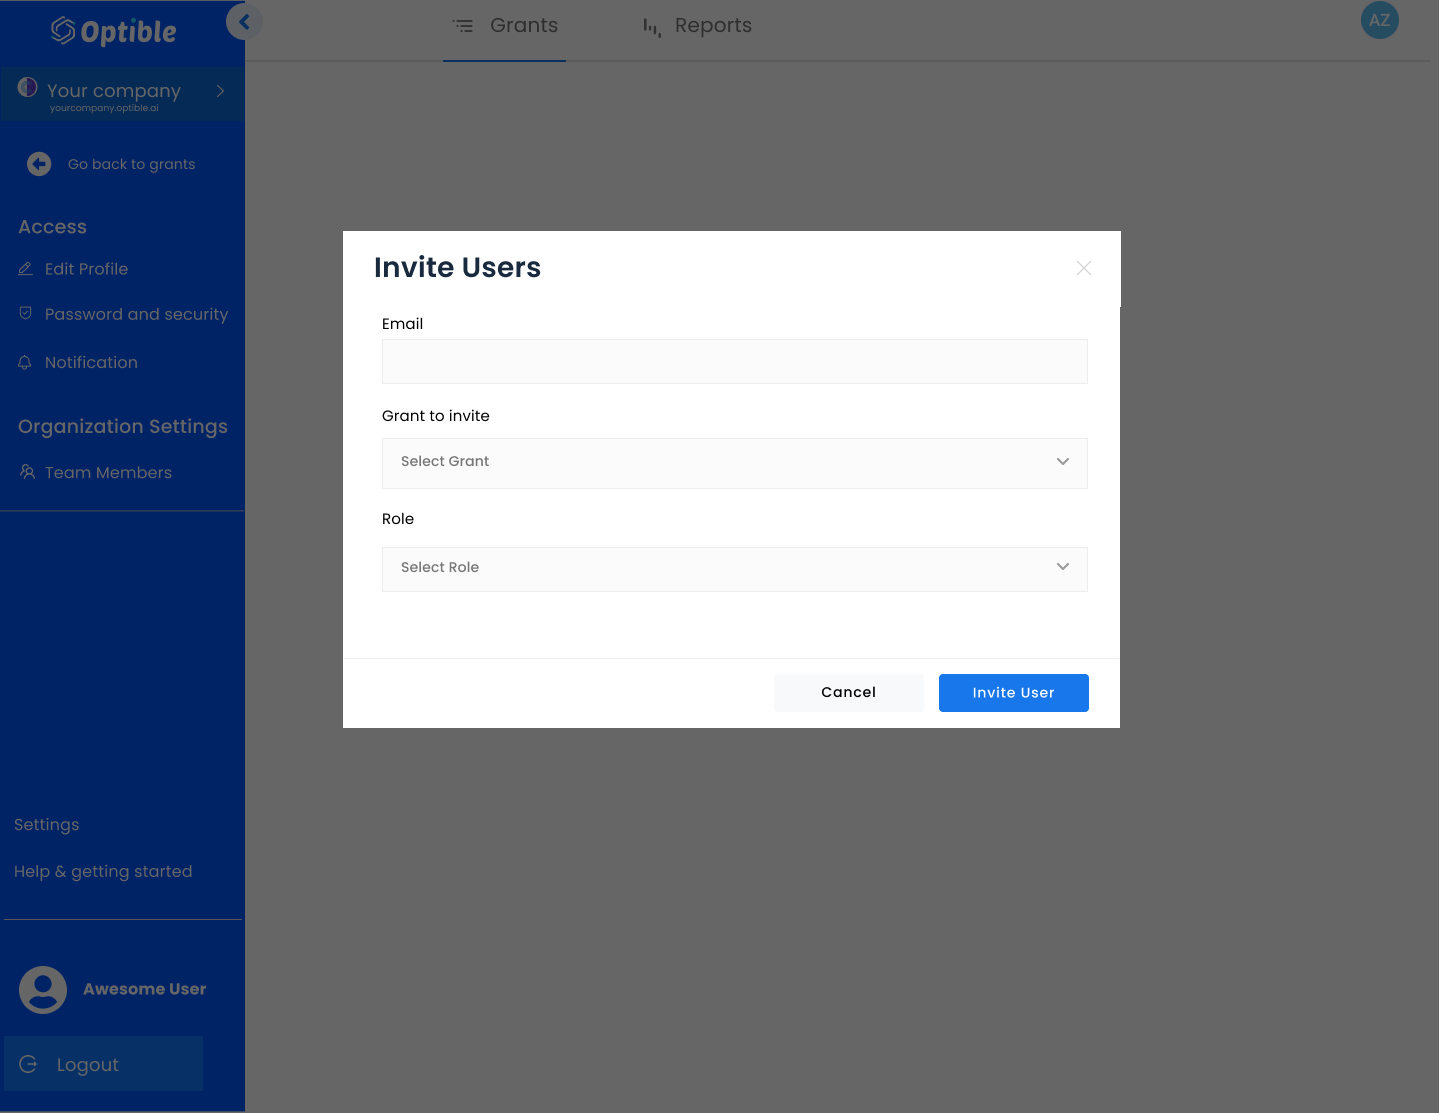 Optible
Grants
Reports
AZ
Your company
yourcompany.optible.ai
Go back to grants
Access
Edit Profile
Password and security
Notification
Organization Settings
Team Members
Settings
Help & getting started
Awesome User
Logout
Invite Users
Email
Grant to invite
Select Grant
Role
Select Role
Cancel
Invite User